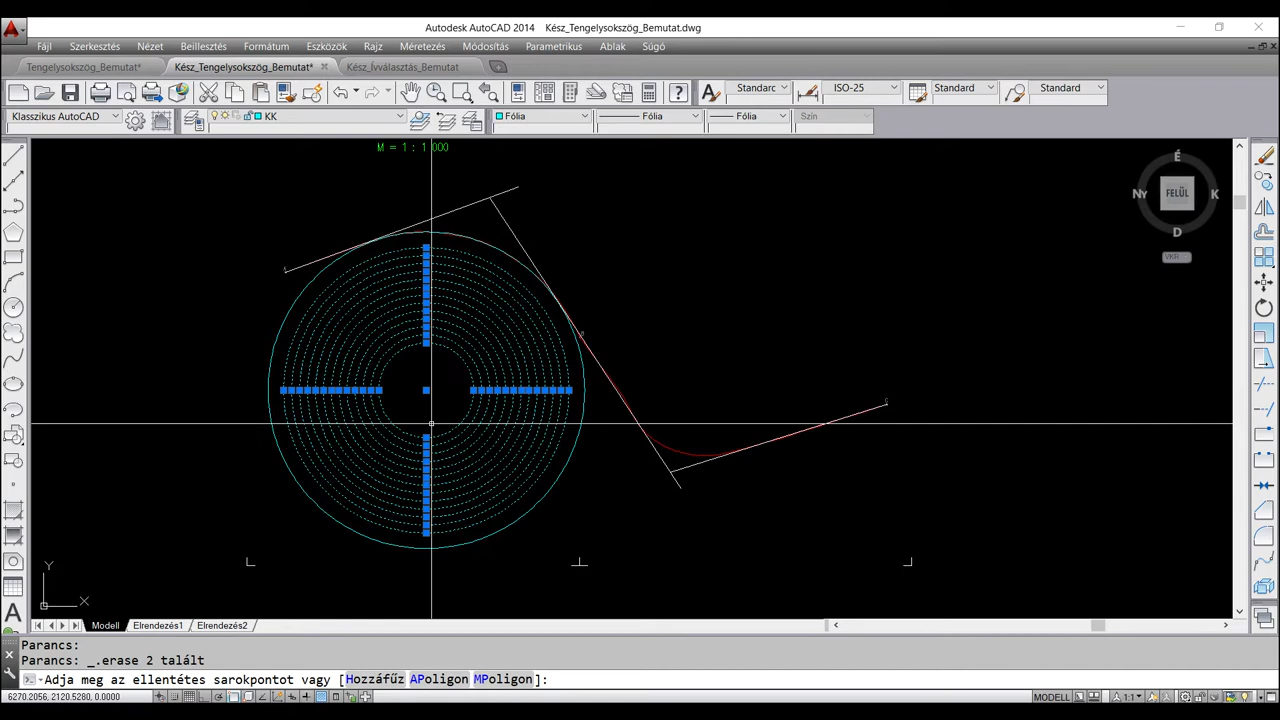 Autodesk AutoCAD 2014 Kész_Tengelysokszög_Bemutat.dwg
Fájl Szerkesztés Nézet Beillesztés Formátum Eszközök Rajz Méretezés Módosítás Parametrikus Ablak Súgó
Tengelysokszög_Bemutat* Kész_Tengelysokszög_Bemutat* Kész_Ívválasztás_Bemutat
Standarc ISO-25 Standard Standard
Klasszikus AutoCAD KK Fólia Fólia Fólia Szín
M = 1 : 1 000
É
NY FELÜL K
D
VKR
A
B
C
Y
X
Modell Elrendezés1 Elrendezés2
Parancs:
Parancs: _.erase 2 talált
Adja meg az ellentétes sarokpontot vagy [Hozzáfűz APoligon MPoligon]:
6270.2056, 2120.5280, 0.0000 MODELL 1:1